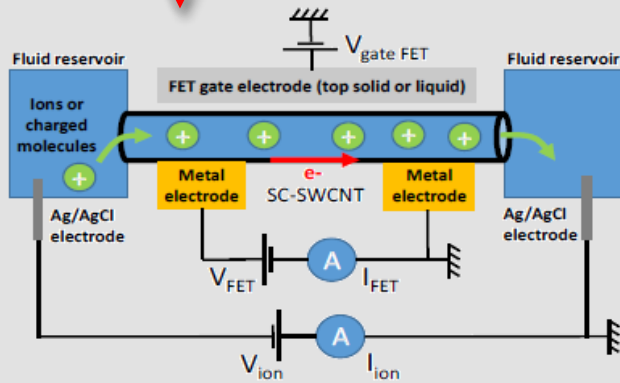 V gate FET
Fluid reservoir
Fluid reservoir
FET gate electrode (top solid or liquid)
Ions or
charged
molecules
+
+
+
+
+
+
e-
SC-SWCNT
Metal
electrode
Metal
electrode
Ag/AgCl
electrode
Ag/AgCl
electrode
VFET
A
IFET
Vion
A
Iion